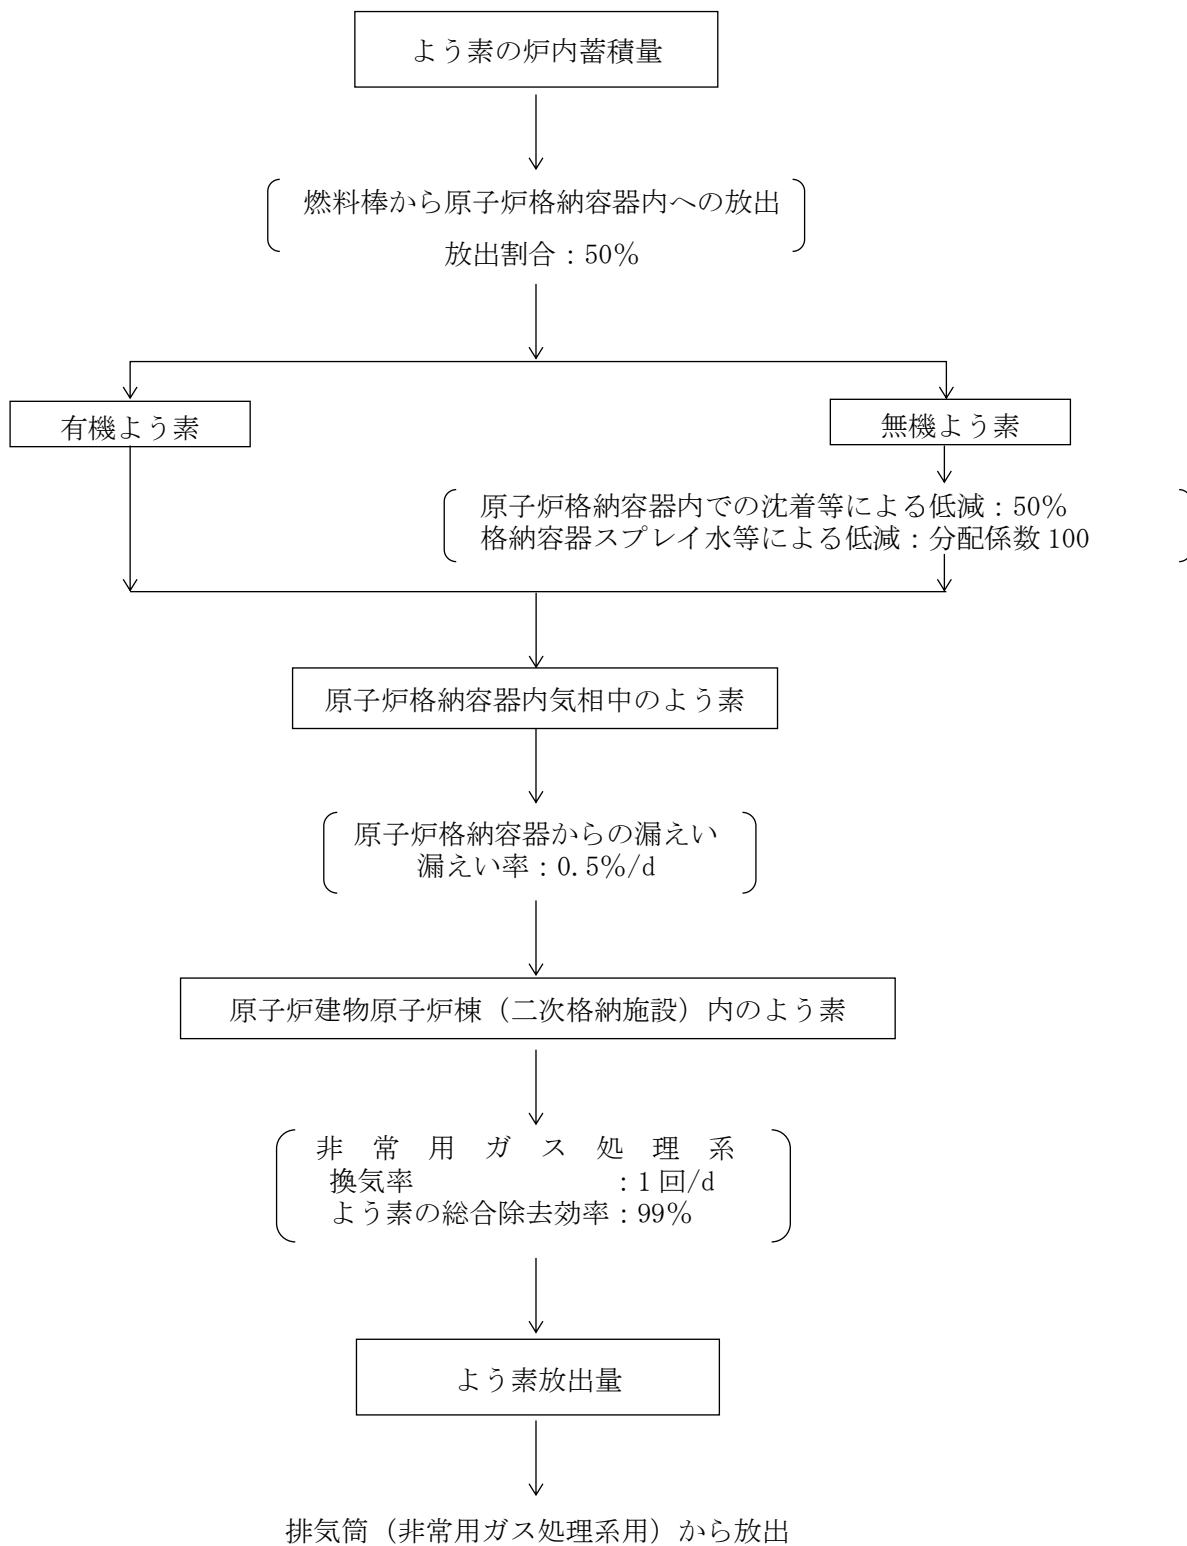 よう素の炉内蓄積量
燃料棒から原子炉格納容器内への放出
放出割合：50％
有機よう素
無機よう素
原子炉格納容器内での沈着等による低減：50％
格納容器スプレイ水等による低減：分配係数 100
原子炉格納容器内気相中のよう素
原子炉格納容器からの漏えい
漏えい率：0.5％/d
原子炉建物原子炉棟（二次格納施設）内のよう素
非常用ガス処理系
換気率　　　　　　　：1 回/d
よう素の総合除去効率：99％
よう素放出量
排気筒（非常用ガス処理系用）から放出